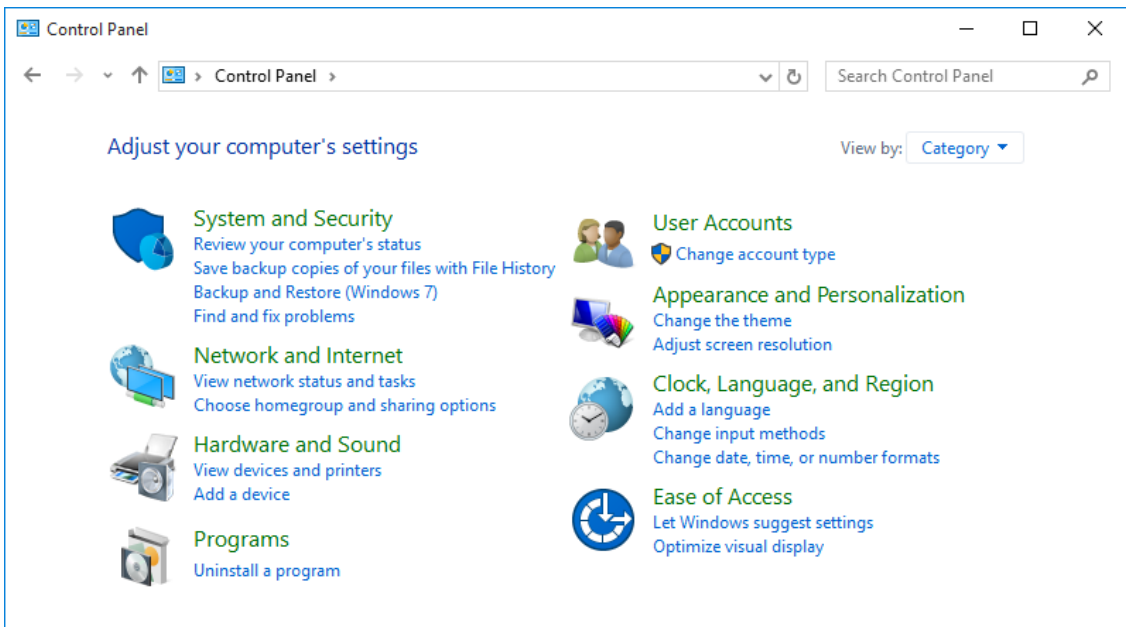 Control Panel
Control Panel
Search Control Panel
Adjust your computer's settings
View by: Category
System and Security
Review your computer's status
Save backup copies of your files with File History
Backup and Restore (Windows 7)
Find and fix problems
Network and Internet
View network status and tasks
Choose homegroup and sharing options
Hardware and Sound
View devices and printers
Add a device
Programs
Uninstall a program
User Accounts
Change account type
Appearance and Personalization
Change the theme
Adjust screen resolution
Clock, Language, and Region
Add a language
Change input methods
Change date, time, or number formats
Ease of Access
Let Windows suggest settings
Optimize visual display